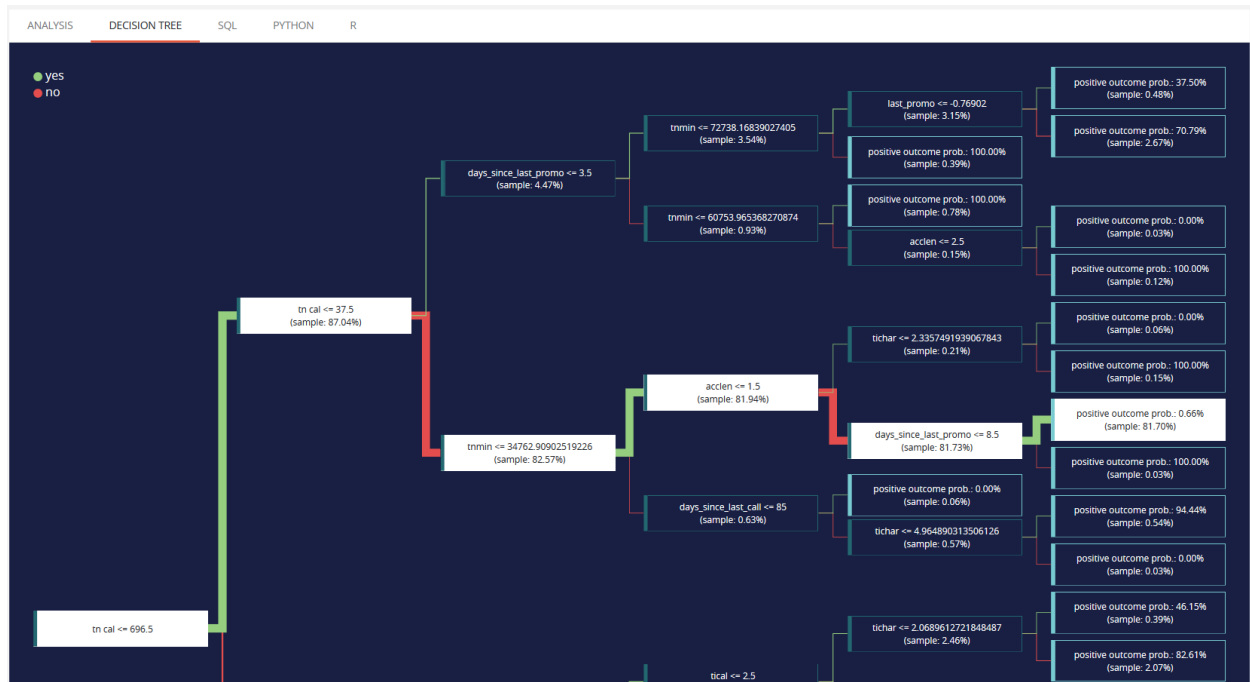 ANALYSIS
DECISION TREE
SQL
PYTHON
R
yes
no
tn cal <= 696.5
tn cal <= 37.5
(sample: 87.04%)
days_since_last_promo <= 3.5
(sample: 4.47%)
tnmin <= 34762.90902519226
(sample: 82.57%)
tnmin <= 72738.16839027405
(sample: 3.54%)
tnmin <= 60753.965368270874
(sample: 0.93%)
acclen <= 1.5
(sample: 81.94%)
days_since_last_call <= 85
(sample: 0.63%)
tical <= 2.5
last_promo <= -0.76902
(sample: 3.15%)
positive outcome prob.: 100.00%
(sample: 0.39%)
positive outcome prob.: 100.00%
(sample: 0.78%)
acclen <= 2.5
(sample: 0.15%)
tichar <= 2.3357491939067843
(sample: 0.21%)
days_since_last_promo <= 8.5
(sample: 81.73%)
positive outcome prob.: 0.00%
(sample: 0.06%)
tichar <= 4.964890313506126
(sample: 0.57%)
tichar <= 2.0689612721848487
(sample: 2.46%)
positive outcome prob.: 37.50%
(sample: 0.48%)
positive outcome prob.: 70.79%
(sample: 2.67%)
positive outcome prob.: 0.00%
(sample: 0.03%)
positive outcome prob.: 100.00%
(sample: 0.12%)
positive outcome prob.: 0.00%
(sample: 0.06%)
positive outcome prob.: 100.00%
(sample: 0.15%)
positive outcome prob.: 0.66%
(sample: 81.70%)
positive outcome prob.: 100.00%
(sample: 0.03%)
positive outcome prob.: 94.44%
(sample: 0.54%)
positive outcome prob.: 0.00%
(sample: 0.03%)
positive outcome prob.: 46.15%
(sample: 0.39%)
positive outcome prob.: 82.61%
(sample: 2.07%)